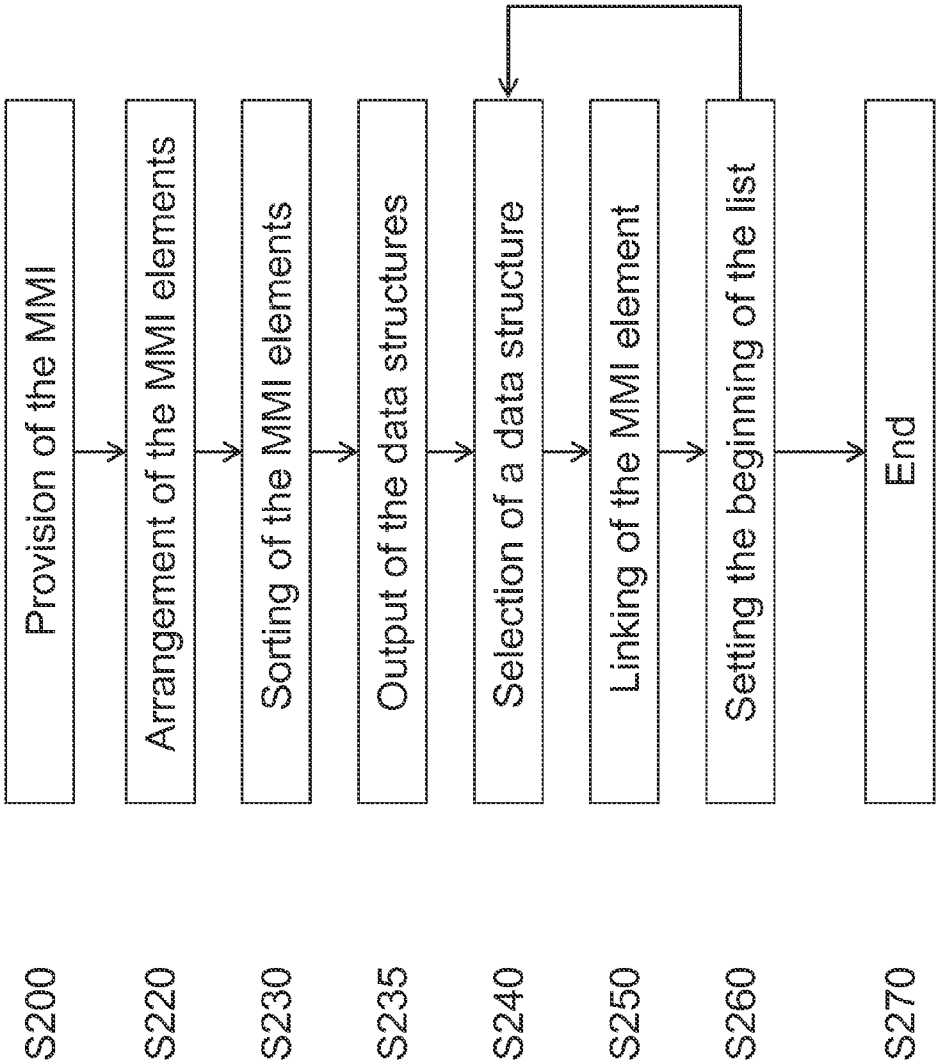 S200
Provision of the MMI
S220
Arrangement of the MMI elements
S230
Sorting of the MMI elements
S235
Output of the data structures
S240
Selection of a data structure
S250
Linking of the MMI element
S260
Setting the beginning of the list
S270
End